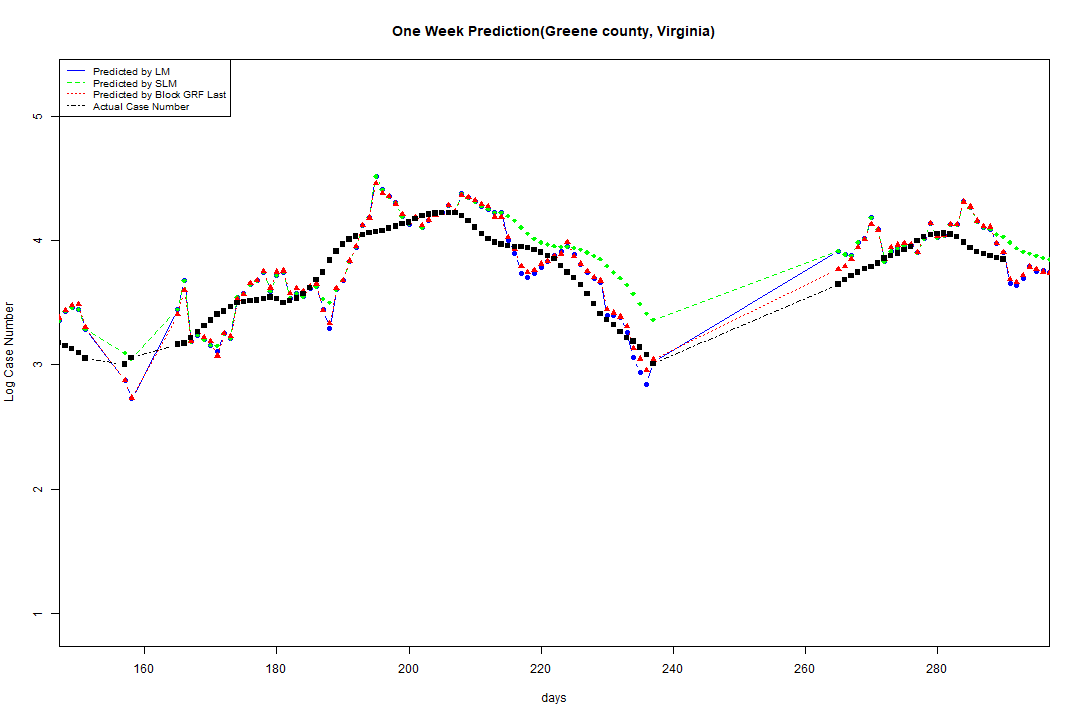 One Week Prediction(Greene county, Virginia)
Predicted by LM
Predicted by SLM
Predicted by Block GRF Last
Actual Case Number
5
4
3
2
1
Log Case Number
160 180 200 220 240 260 280
days